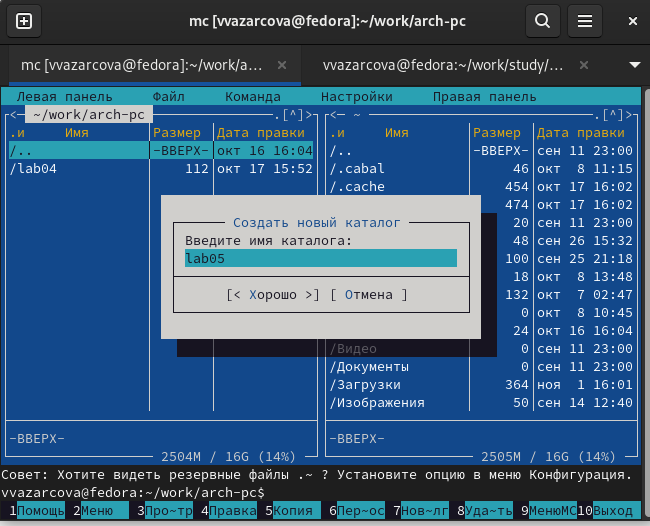 mc [vvazarcova@fedora]:~/work/arch-pc
mc [vvazarcova@fedora]:~/work/a…
vvazarcova@fedora:~/work/study/…
Левая панель Файл Команда Настройки Правая панель
<─ ~/work/arch-pc .[^]>
.и Имя Размер Дата правки
/.. -ВВЕРХ- окт 16 16:04
/lab04 112 окт 17 15:52
-ВВЕРХ-
2504M / 16G (14%)
<─ ~ .[^]>
.и Имя Размер Дата правки
/.. -ВВЕРХ- сен 11 23:00
/.cabal 46 окт 8 11:15
/.cache 454 окт 17 16:02
474 окт 17 16:02
20 сен 11 23:00
48 сен 26 15:32
100 сен 25 21:18
18 окт 8 13:48
132 окт 7 02:47
0 окт 8 10:45
24 окт 16 16:04
/Видео 0 сен 11 23:00
/Документы 0 сен 11 23:00
/Загрузки 364 ноя 1 16:01
/Изображения 50 сен 14 12:40
-ВВЕРХ-
2505M / 16G (14%)
Создать новый каталог
Введите имя каталога:
lab05
[< Хорошо >] [ Отмена ]
Совет: Хотите видеть резервные файлы .~ ? Установите опцию в меню Конфигурация.
vvazarcova@fedora:~/work/arch-pc$
1Помощь 2Меню 3Про~тр 4Правка 5Копия 6Пер~ос 7Нов~лг 8Уда~ть 9МенюMC 10Выход